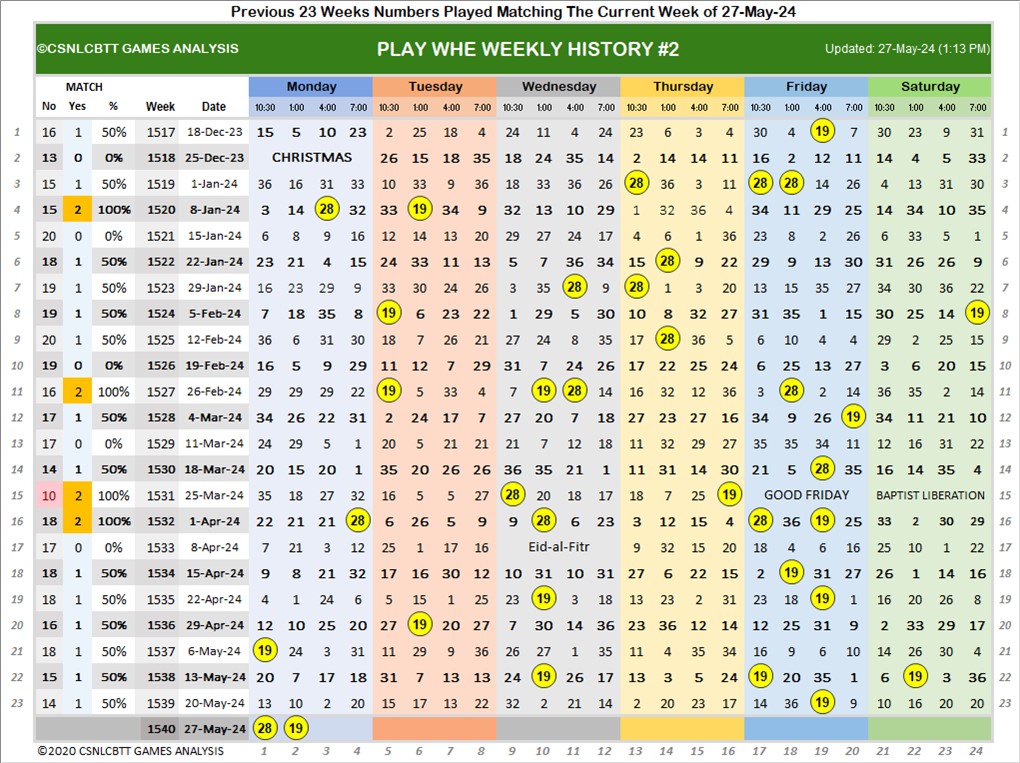 Previous 23 Weeks Numbers Played Matching The Current Week of 27-May-24
©CSNLCBTT GAMES ANALYSIS PLAY WHE WEEKLY HISTORY #2 Updated: 27-May-24 (1:13 PM)
MATCH Monday Tuesday Wednesday Thursday Friday Saturday
No Yes % Week Date 10:30 1:00 4:00 7:00 10:30 1:00 4:00 7:00 10:30 1:00 4:00 7:00 10:30 1:00 4:00 7:00 10:30 1:00 4:00 7:00 10:30 1:00 4:00 7:00
1 16 1 50% 1517 18-Dec-23 15 5 10 23 2 25 18 4 24 11 4 24 23 6 3 4 30 4 19 7 30 23 9 31 1
2 13 0 0% 1518 25-Dec-23 CHRISTMAS 26 15 18 35 18 24 35 14 2 14 14 11 16 2 12 11 14 4 5 33 2
3 15 1 50% 1519 1-Jan-24 36 16 31 33 10 33 9 36 18 33 36 26 28 36 3 11 28 28 14 26 4 13 31 30 3
4 15 2 100% 1520 8-Jan-24 3 14 28 32 33 19 34 9 32 13 10 29 1 32 36 4 34 11 29 25 14 34 10 35 4
5 20 0 0% 1521 15-Jan-24 6 8 9 16 12 14 13 20 29 27 24 17 4 6 1 36 23 8 2 26 6 33 5 1 5
6 18 1 50% 1522 22-Jan-24 23 21 4 15 24 33 11 13 5 7 36 34 15 28 9 22 29 9 13 30 31 26 26 9 6
7 19 1 50% 1523 29-Jan-24 16 23 29 9 33 30 24 26 3 35 28 9 28 1 3 20 13 15 35 27 34 30 36 22 7
8 19 1 50% 1524 5-Feb-24 7 18 35 8 19 6 23 22 1 29 5 30 10 8 32 27 31 35 1 15 30 25 14 19 8
9 20 1 50% 1525 12-Feb-24 36 6 31 30 18 7 26 21 27 24 8 35 17 28 36 5 6 10 4 4 29 2 25 15 9
10 19 0 0% 1526 19-Feb-24 16 5 9 29 11 12 7 29 31 7 24 26 17 22 25 24 6 25 13 27 3 6 20 15 10
11 16 2 100% 1527 26-Feb-24 29 29 29 22 19 5 33 4 7 19 28 14 16 32 12 36 3 28 2 13 36 35 2 14 11
12 17 1 50% 1528 4-Mar-24 34 26 22 31 2 24 17 7 27 20 7 18 27 23 27 16 34 9 26 19 34 11 21 10 12
13 17 0 0% 1529 11-Mar-24 24 29 5 1 20 5 21 21 21 7 12 18 11 32 29 27 35 35 34 11 12 16 31 22 13
14 14 1 50% 1530 18-Mar-24 20 15 20 1 35 20 26 26 36 35 21 1 11 31 14 30 21 5 28 35 16 14 35 4 14
15 10 2 100% 1531 25-Mar-24 35 18 27 32 16 5 5 27 28 20 18 17 18 7 25 19 GOOD FRIDAY BAPTIST LIBERATION 15
16 18 2 100% 1532 1-Apr-24 22 21 21 28 6 26 5 9 9 28 6 23 3 12 15 4 28 36 19 25 33 2 30 29 16
17 17 0 0% 1533 8-Apr-24 7 21 3 12 25 1 17 16 Eid-al-Fitr 9 32 15 20 18 4 6 16 25 10 1 22 17
18 18 1 50% 1534 15-Apr-24 9 8 21 32 17 16 30 12 10 31 10 31 27 6 22 15 2 19 31 27 26 1 14 16 18
19 18 1 50% 1535 22-Apr-24 4 1 24 6 5 15 1 25 23 19 3 18 13 23 2 31 23 18 19 1 16 20 26 8 19
20 16 1 50% 1536 29-Apr-24 12 10 25 20 27 19 20 27 7 30 14 36 23 36 12 14 12 25 31 9 2 33 29 17 20
21 18 1 50% 1537 6-May-24 19 24 3 31 11 29 9 36 26 27 1 35 11 4 35 34 16 9 6 10 14 26 30 4 21
22 15 1 50% 1538 13-May-24 20 7 17 18 31 7 13 13 24 19 26 17 13 3 5 24 19 20 35 1 6 19 3 36 22
23 14 1 50% 1539 20-May-24 13 10 2 20 15 17 13 22 32 2 21 14 2 20 17 23 14 36 19 9 10 16 20 20 23
1540 27-May-24 28 19
©2020 CSNLCBTT GAMES ANALYSIS 1 2 3 4 5 6 7 8 9 10 11 12 13 14 15 16 17 18 19 20 21 22 23 24